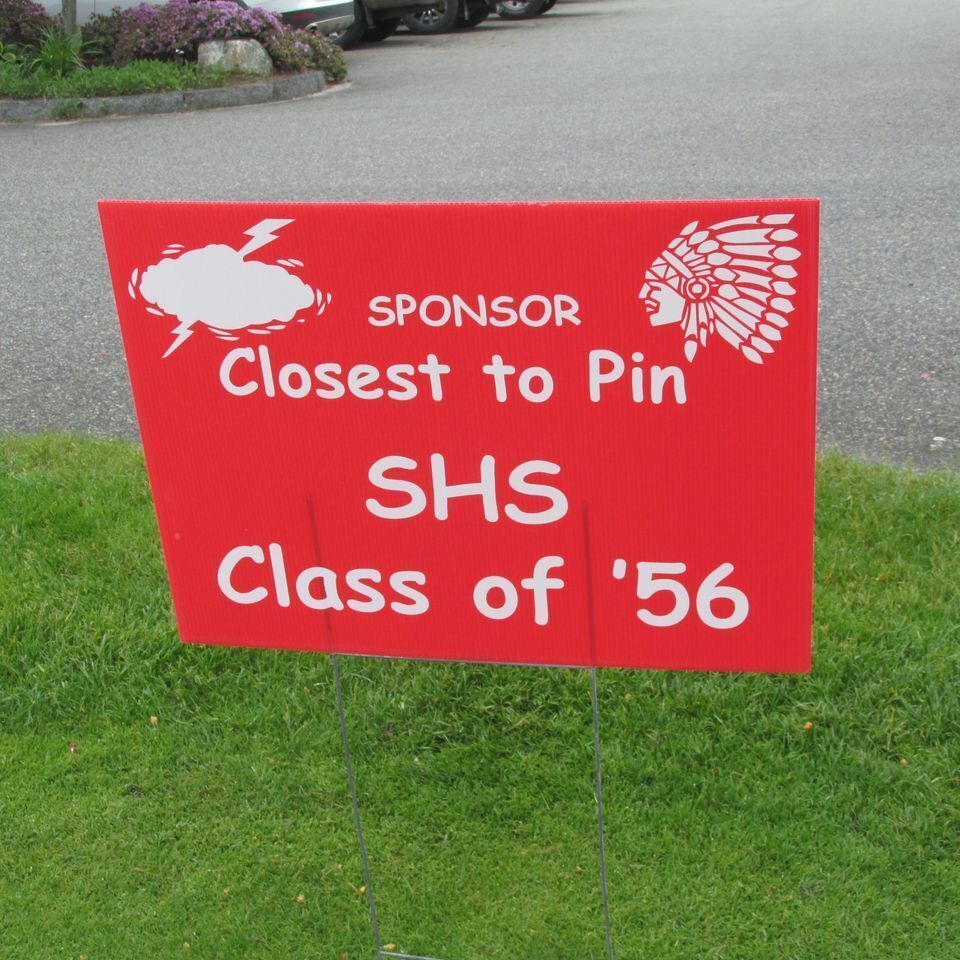 SPONSOR
Closest to Pin
SHS
Class of '56